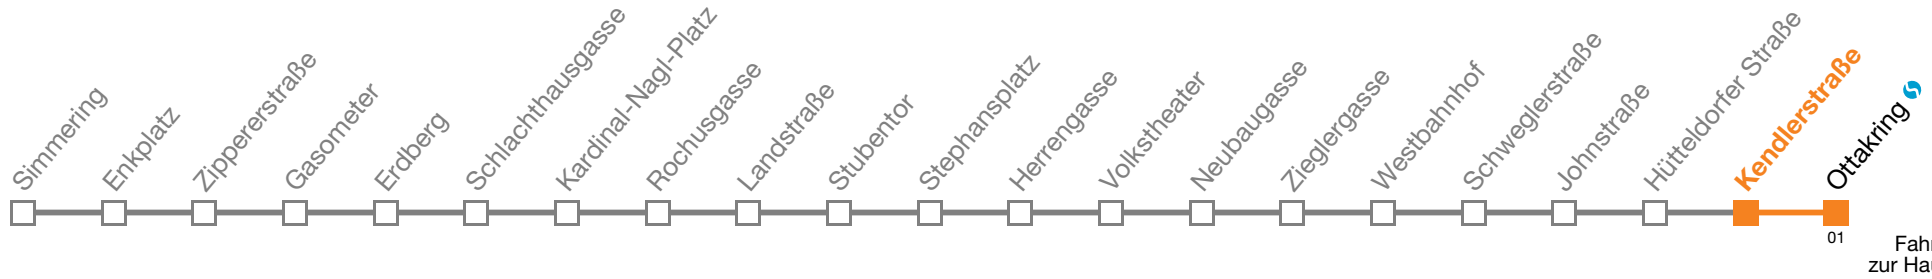 Simmering
Enkplatz
Zippererstraße
Gasometer
Erdberg
Schlachthausgasse
Kardinal-Nagl-Platz
Rochusgasse
Landstraße
Stubentor
Stephansplatz
Herrengasse
Volkstheater
Neubaugasse
Zieglergasse
Westbahnhof
Schweglerstraße
Johnstraße
Hütteldorfer Straße
Kendlerstraße
Ottakring
01
zur